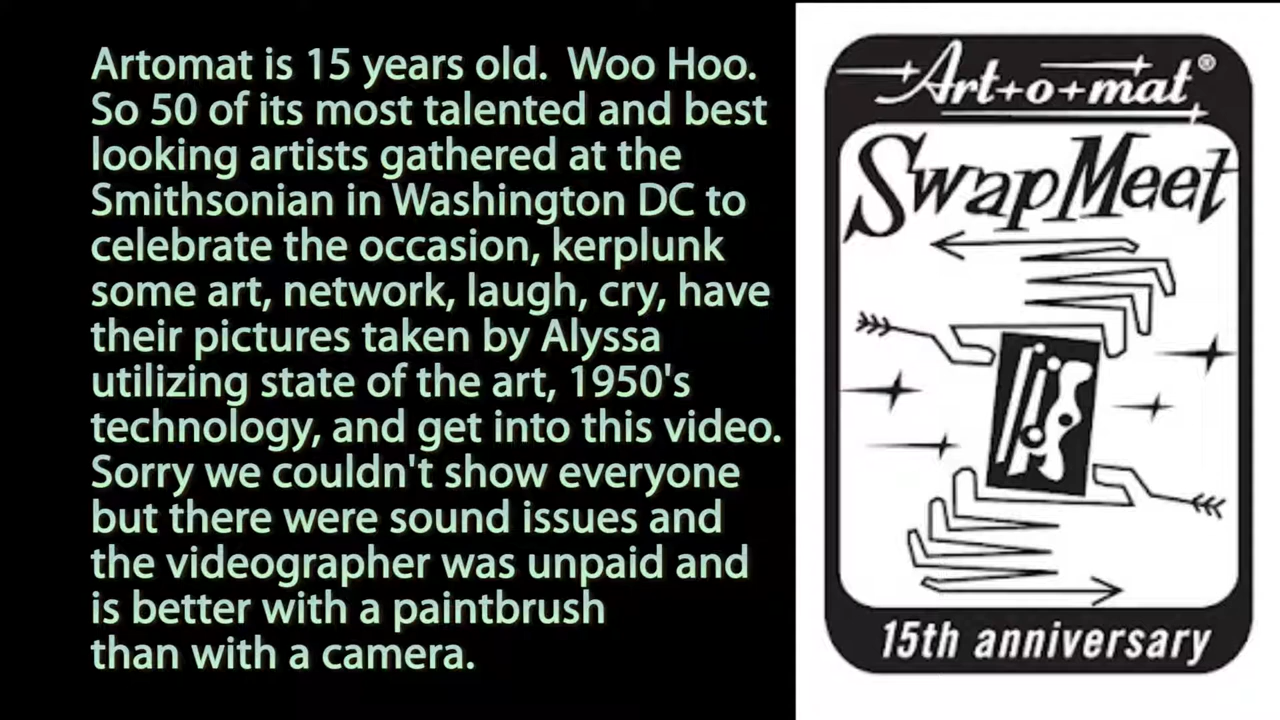 Artomat is 15 years old.  Woo Hoo.
So 50 of its most talented and best
looking artists gathered at the
Smithsonian in Washington DC to
celebrate the occasion, kerplunk
some art, network, laugh, cry, have
their pictures taken by Alyssa
utilizing state of the art, 1950's
technology, and get into this video.
Sorry we couldn't show everyone
but there were sound issues and
the videographer was unpaid and
is better with a paintbrush
than with a camera.
Art+o+mat®
SwapMeet
15th anniversary